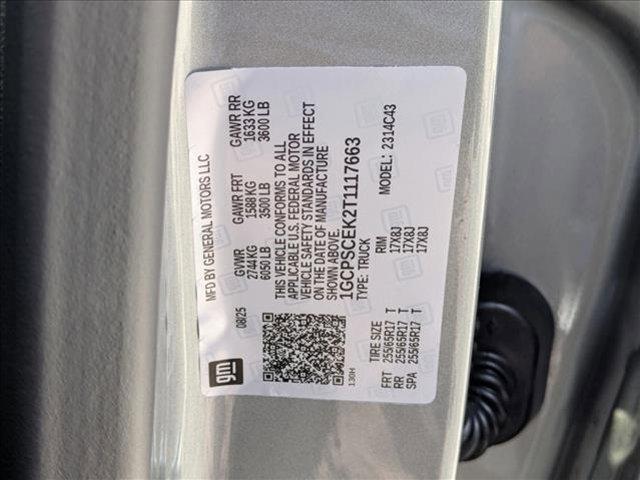 MFD BY GENERAL MOTORS LLC
08/25 GVWR GAWR FRT GAWR RR
2744 KG 1588 KG 1633 KG
6050 LB 3500 LB 3600 LB
THIS VEHICLE CONFORMS TO ALL
APPLICABLE U.S. FEDERAL MOTOR
VEHICLE SAFETY STANDARDS IN EFFECT
ON THE DATE OF MANUFACTURE
SHOWN ABOVE.
1GCPSCEK2T1117663
TYPE: TRUCK MODEL: 2314C43
TIRE SIZE RIM
FRT 255/65R17 T 17X8J
RR 255/65R17 T 17X8J
SPA 255/65R17 T 17X8J
gm
130H